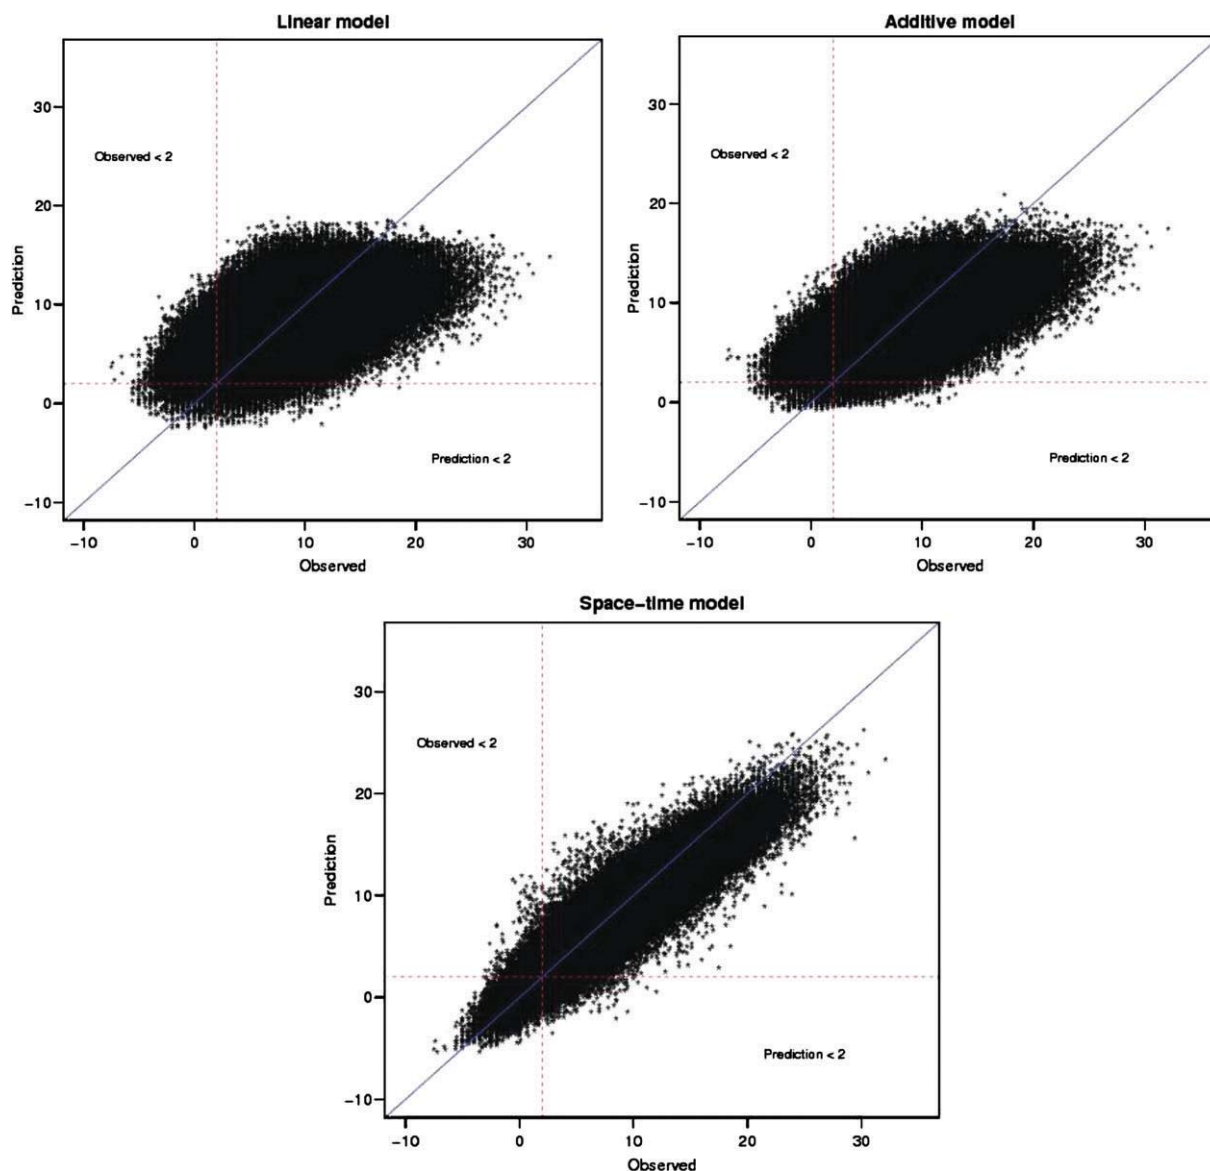 Linear model
30
20
10
0
−10
Prediction
Observed < 2
Prediction < 2
−10 0 10 20 30
Observed
Additive model
30
20
10
0
−10
Prediction
Observed < 2
Prediction < 2
−10 0 10 20 30
Observed
Space−time model
30
20
10
0
−10
Prediction
Observed < 2
Prediction < 2
−10 0 10 20 30
Observed